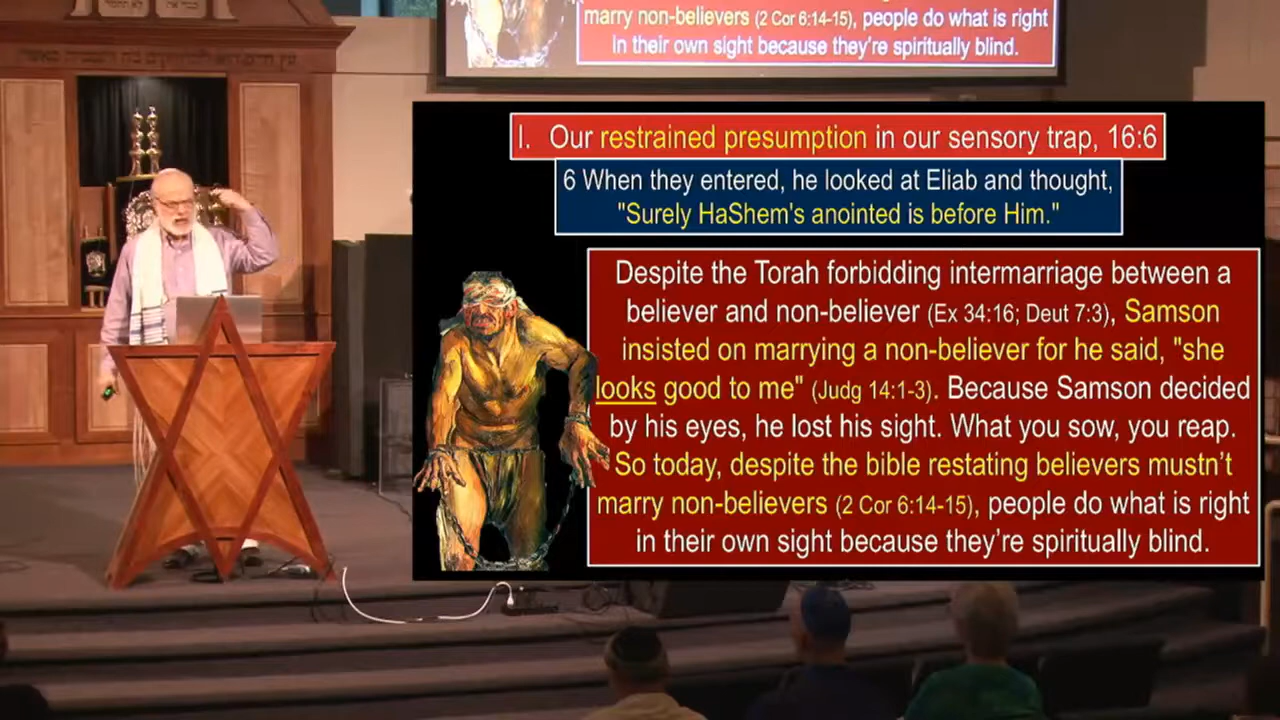 marry non-believers (2 Cor 6:14-15), people do what is right
in their own sight because they're spiritually blind.
I. Our restrained presumption in our sensory trap, 16:6
6 When they entered, he looked at Eliab and thought,
"Surely HaShem's anointed is before Him."
Despite the Torah forbidding intermarriage between a
believer and non-believer (Ex 34:16; Deut 7:3), Samson
insisted on marrying a non-believer for he said, "she
looks good to me" (Judg 14:1-3). Because Samson decided
by his eyes, he lost his sight. What you sow, you reap.
So today, despite the bible restating believers mustn't
marry non-believers (2 Cor 6:14-15), people do what is right
in their own sight because they're spiritually blind.